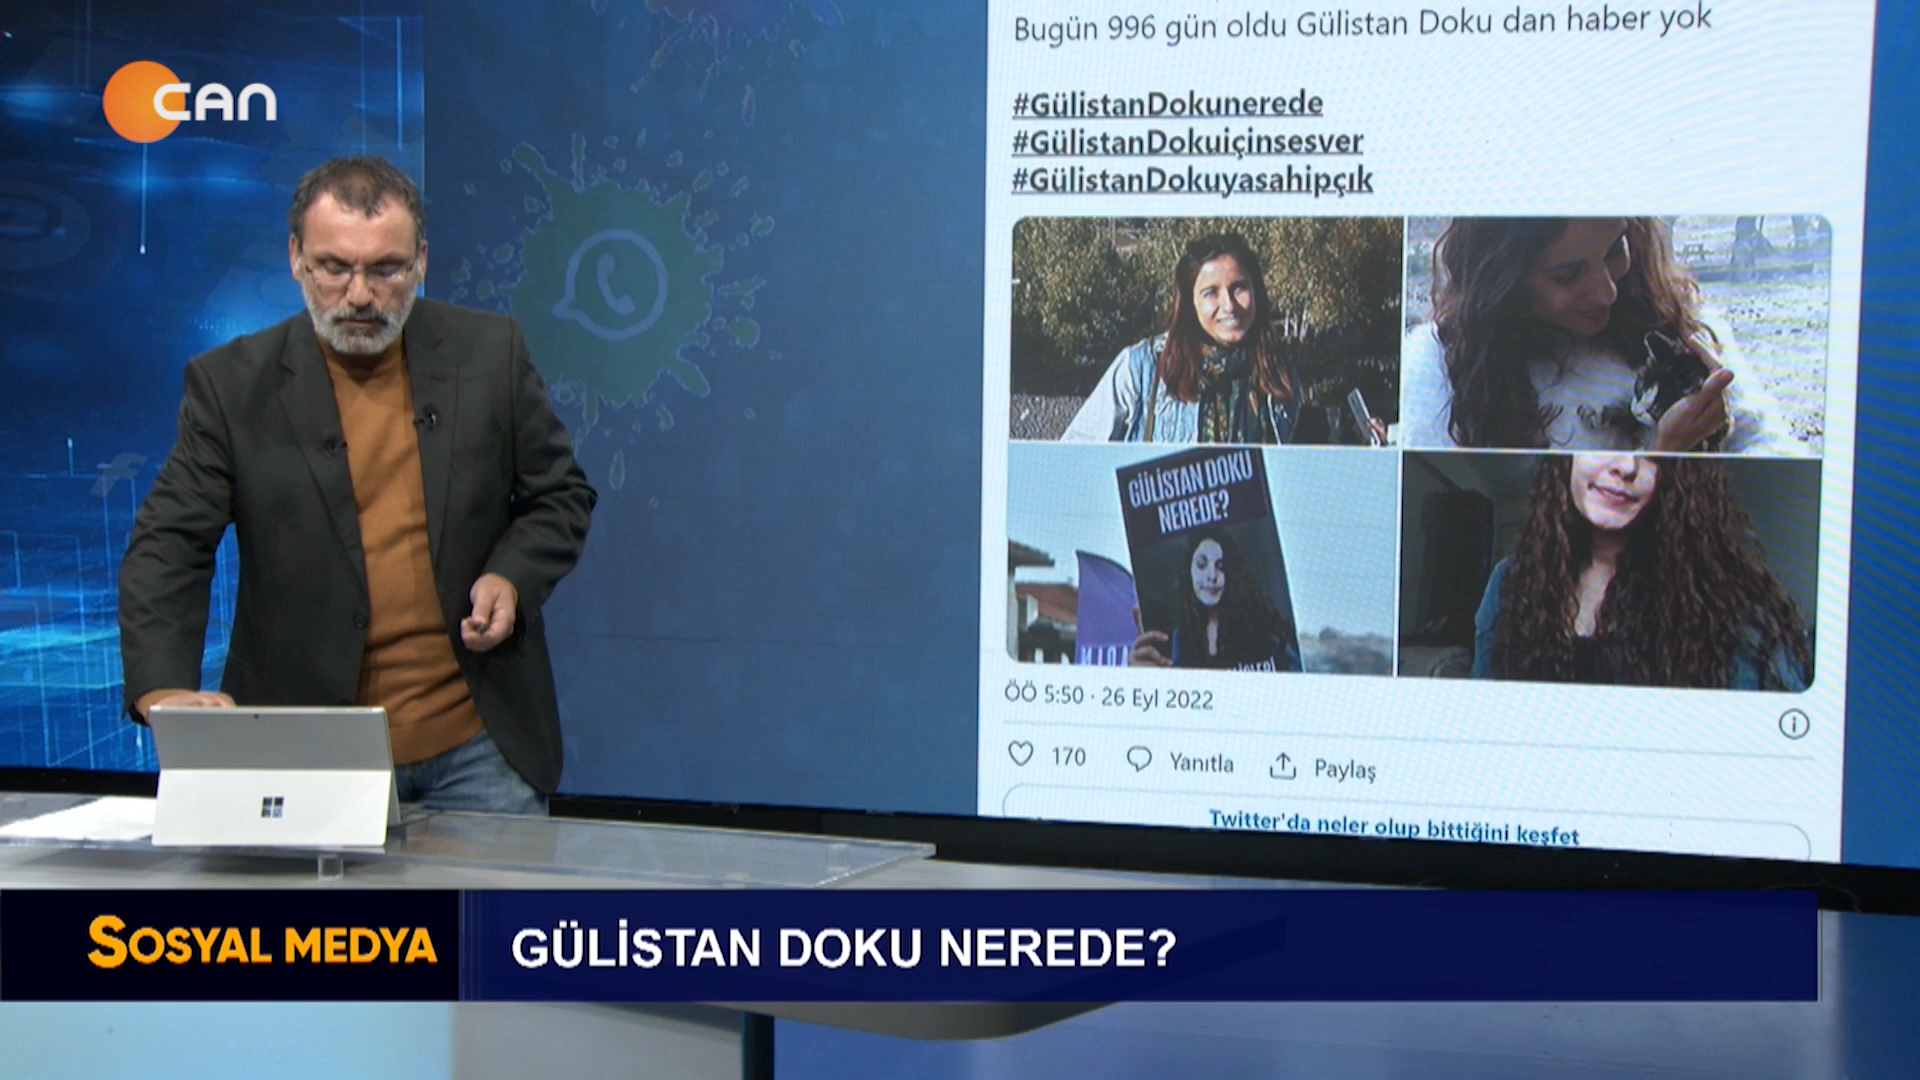 CAN
Bugün 996 gün oldu Gülistan Doku dan haber yok
#GülistanDokunerede
#GülistanDokuiçinsesver
#GülistanDokuyasahipçık
GÜLİSTAN DOKU
NEREDE?
ÖÖ 5:50 · 26 Eyl 2022
170 Yanıtla Paylaş
Twitter'da neler olup bittiğini keşfet
SOSYAL MEDYA
GÜLİSTAN DOKU NEREDE?